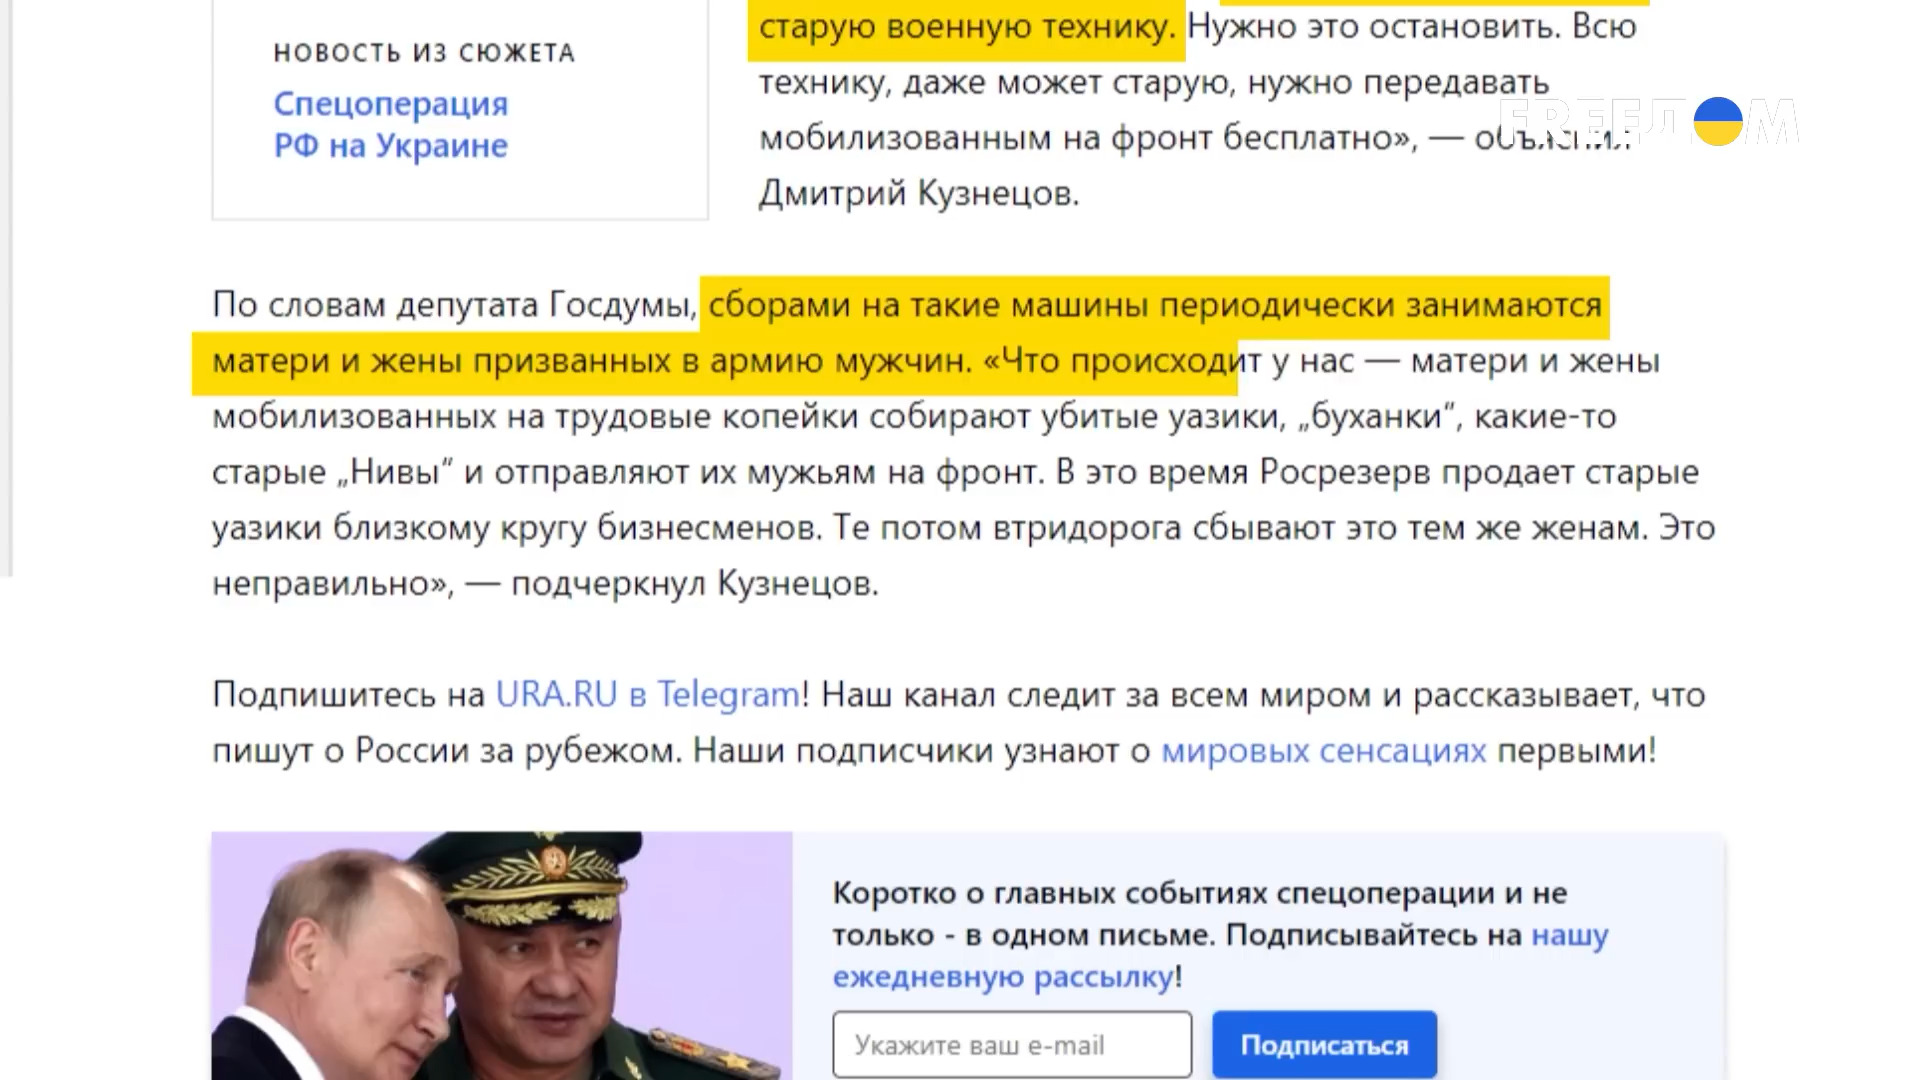 НОВОСТЬ ИЗ СЮЖЕТА
Спецоперация
РФ на Украине
старую военную технику. Нужно это остановить. Всю
технику, даже может старую, нужно передавать
мобилизованным на фронт бесплатно», — объяснил
Дмитрий Кузнецов.
FREEДОМ
По словам депутата Госдумы, сборами на такие машины периодически занимаются
матери и жены призванных в армию мужчин. «Что происходит у нас — матери и жены
мобилизованных на трудовые копейки собирают убитые уазики, „буханки“, какие-то
старые „Нивы“ и отправляют их мужьям на фронт. В это время Росрезерв продает старые
уазики близкому кругу бизнесменов. Те потом втридорога сбывают это тем же женам. Это
неправильно», — подчеркнул Кузнецов.
Подпишитесь на URA.RU в Telegram! Наш канал следит за всем миром и рассказывает, что
пишут о России за рубежом. Наши подписчики узнают о мировых сенсациях первыми!
Коротко о главных событиях спецоперации и не
только - в одном письме. Подписывайтесь на нашу
ежедневную рассылку!
Укажите ваш e-mail
Подписаться